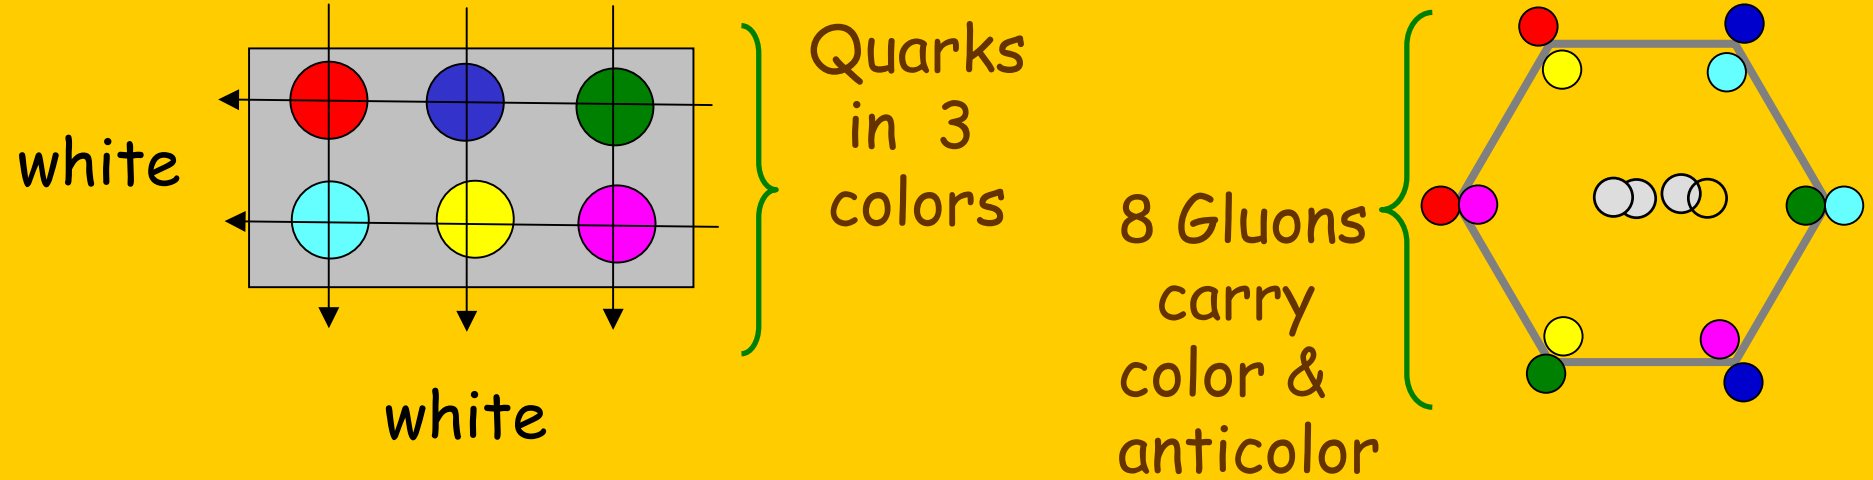 white
white
Quarks
in 3
colors
8 Gluons
carry
color &
anticolor